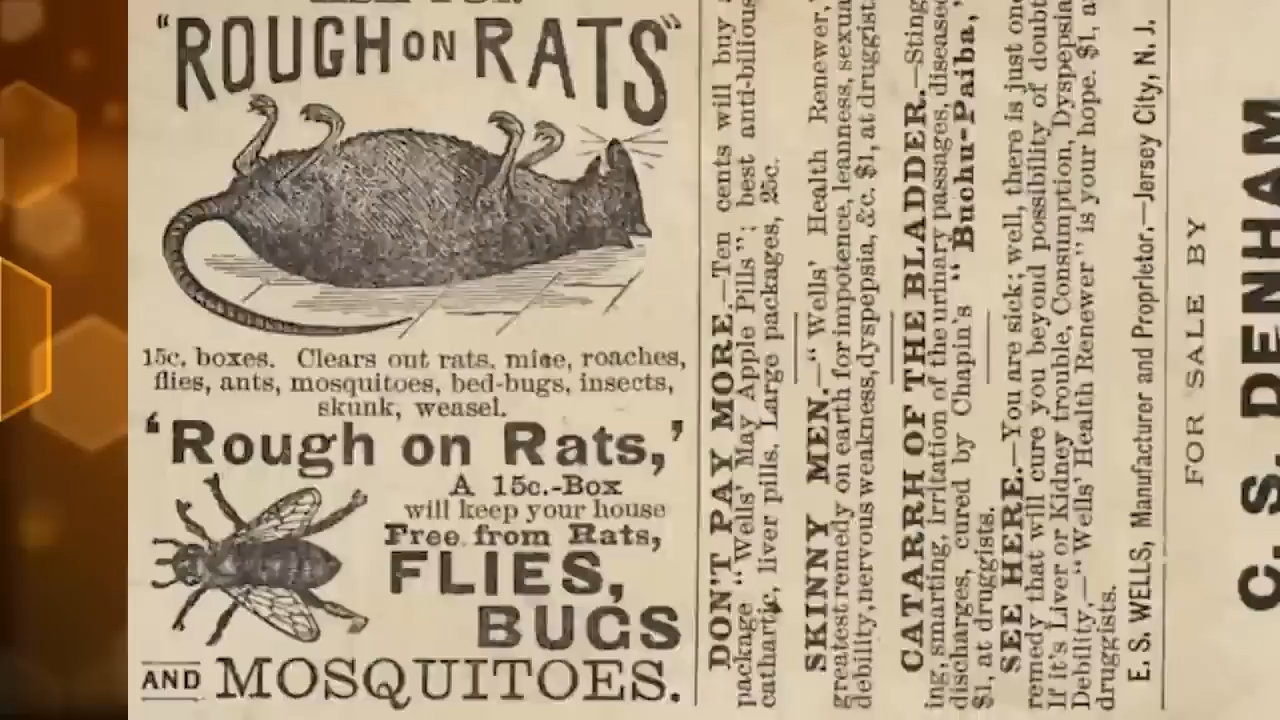 "ROUGH ON RATS"
15c. boxes. Clears out rats, mice, roaches,
flies, ants, mosquitoes, bed-bugs, insects,
skunk, weasel.
'Rough on Rats,'
A 15c.-Box
will keep your house
Free from Rats,
FLIES,
BUGS
AND MOSQUITOES.
DON'T PAY MORE.—Ten cents will buy
package "Wells' May Apple Pills"; best anti-bilious
cathartic, liver pills. Large packages, 25c.
SKINNY MEN.—"Wells' Health Renewer,"
greatest remedy on earth for impotence, leanness, sexua
debility, nervous weakness, dyspepsia, &c. $1, at druggist
CATARRH OF THE BLADDER.—Sting
ing, smarting, irritation of the urinary passages, diseased
discharges, cured by Chapin's "Buchu-Paiba,"
$1, at druggists.
SEE HERE.—You are sick; well, there is just one
remedy that will cure you beyond possibility of doubt
If it's Liver or Kidney trouble, Consumption, Dyspepsia
Debility,—"Wells' Health Renewer" is your hope. $1, a
druggists.
E. S. WELLS, Manufacturer and Proprietor.—Jersey City, N. J.
FOR SALE BY
C. S. DENHAM